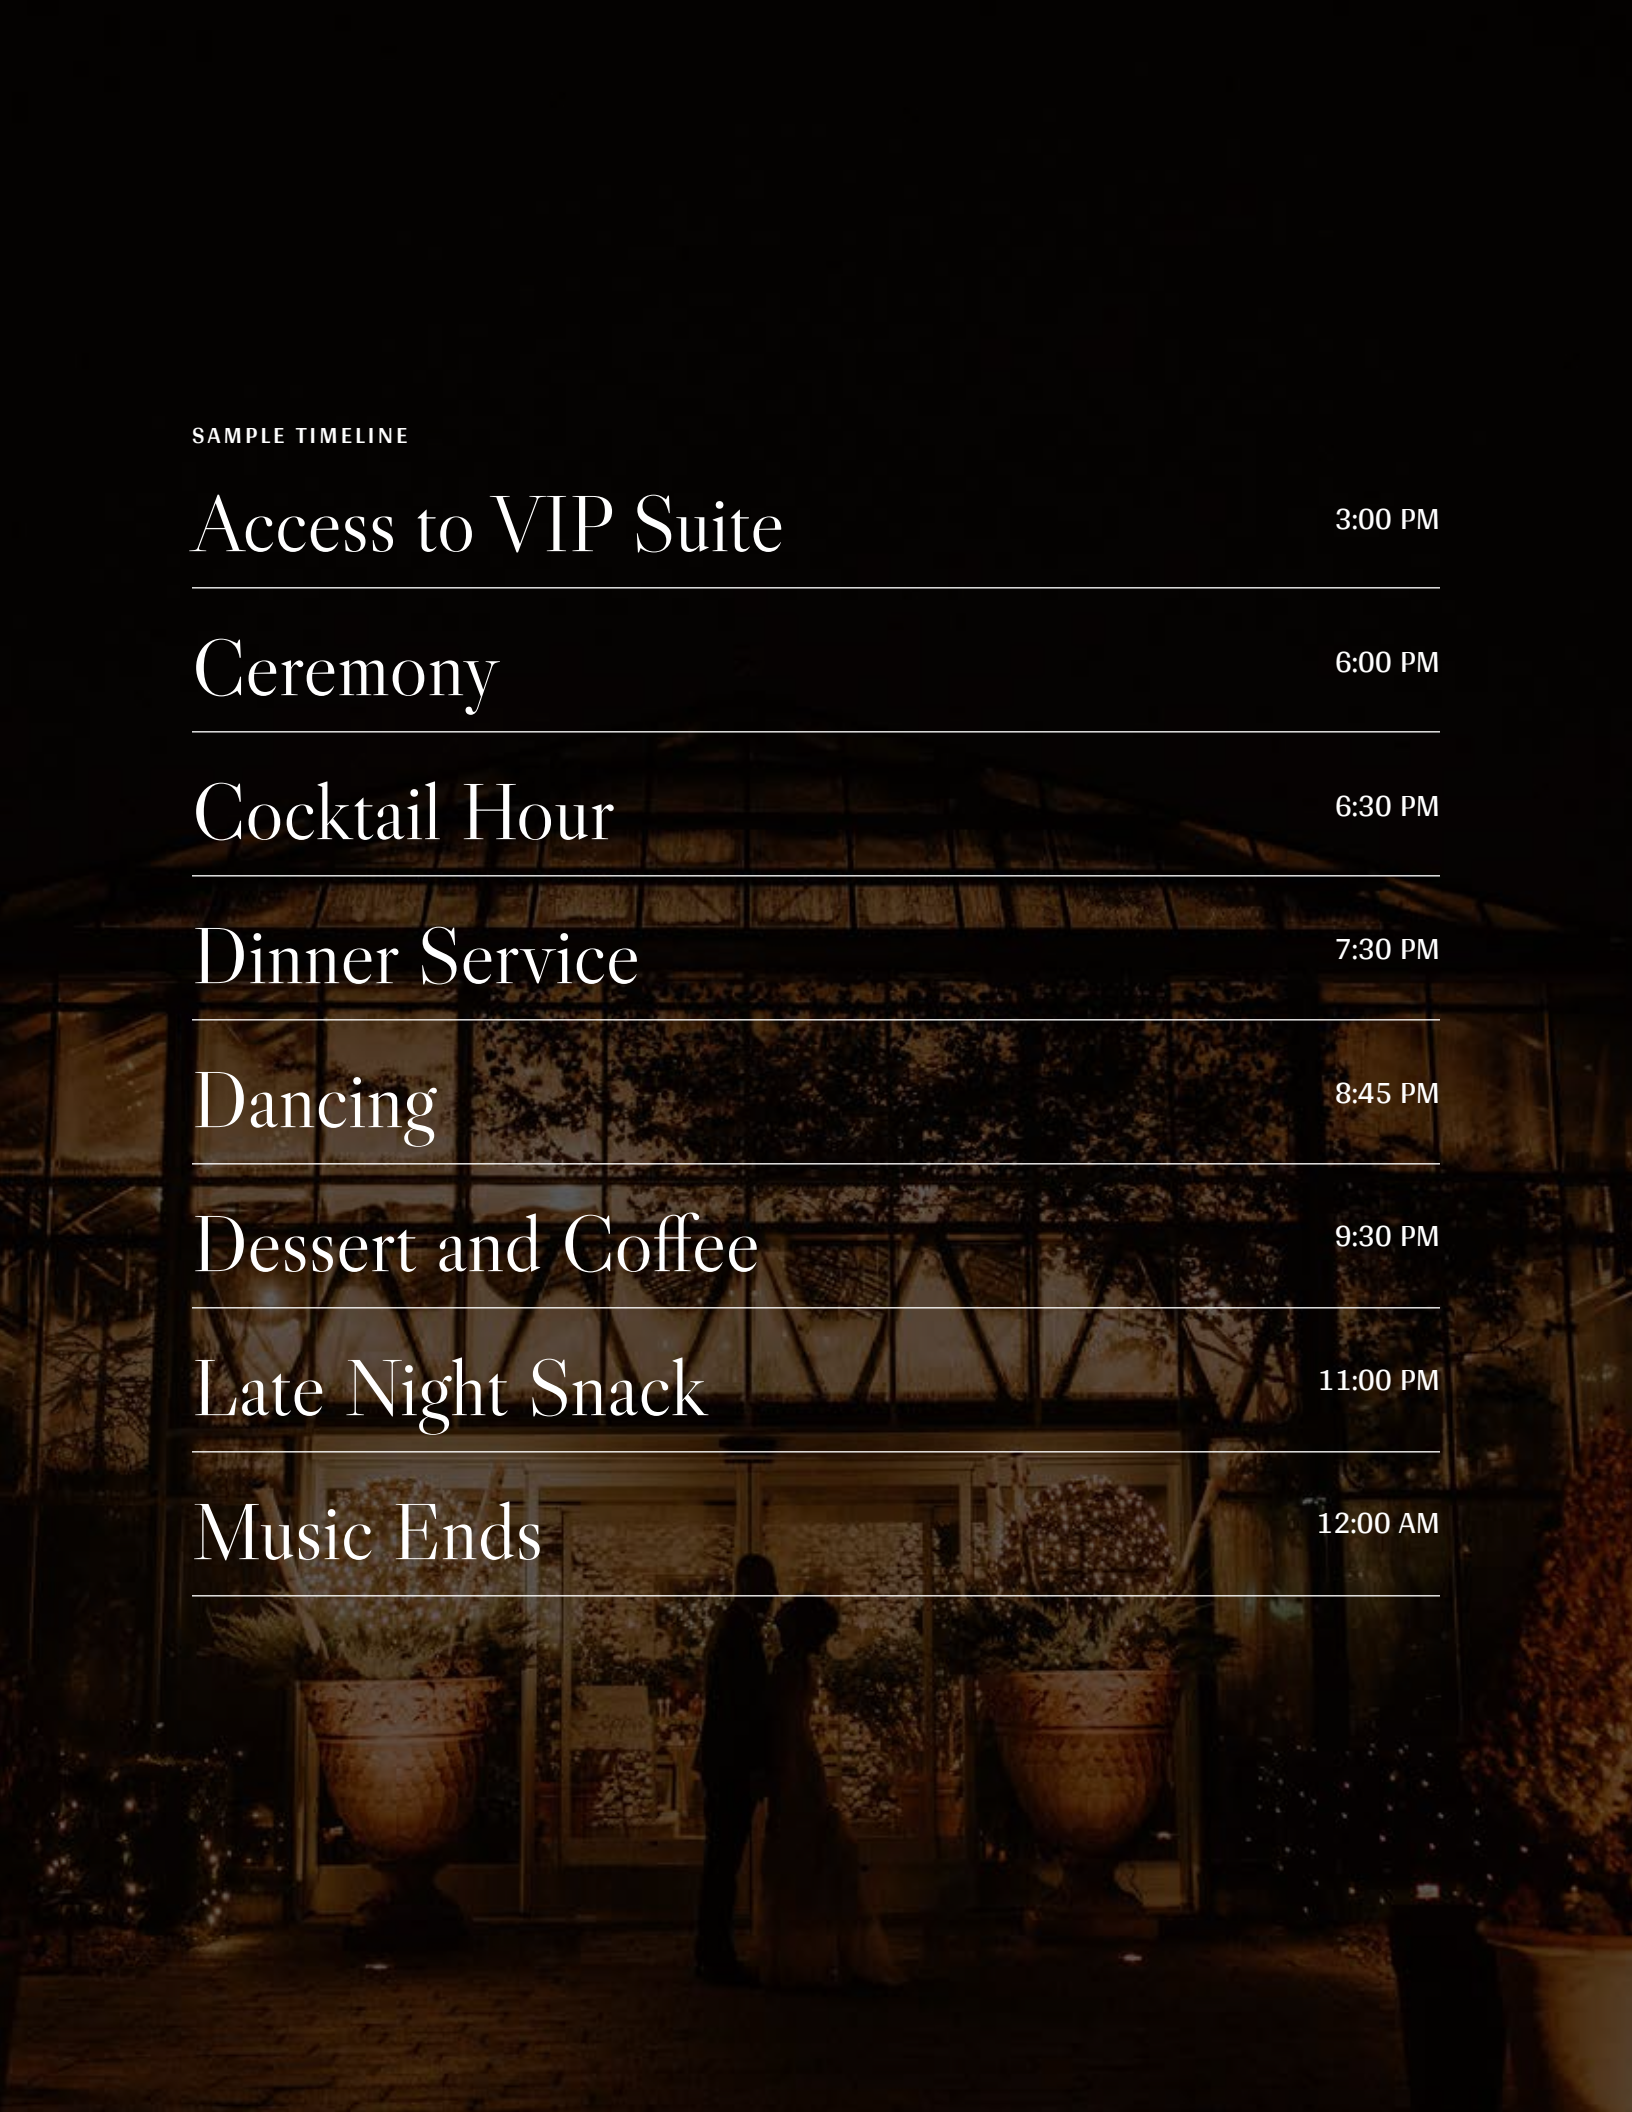 SAMPLE TIMELINE
Access to VIP Suite 3:00 PM
Ceremony 6:00 PM
Cocktail Hour 6:30 PM
Dinner Service 7:30 PM
Dancing 8:45 PM
Dessert and Coffee 9:30 PM
Late Night Snack 11:00 PM
Music Ends 12:00 AM